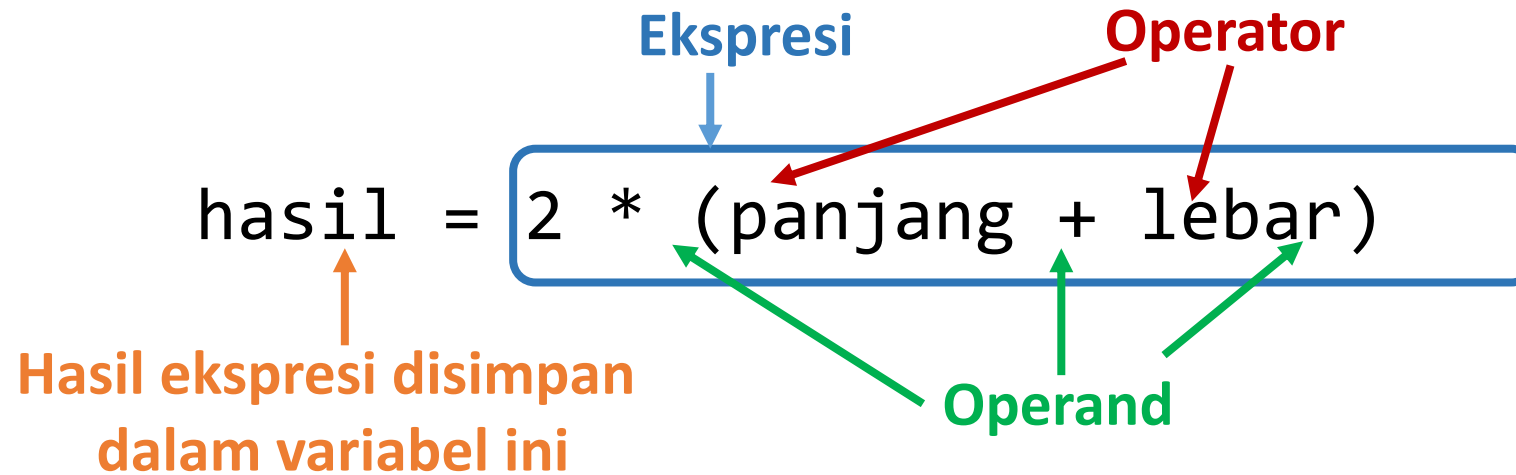 Ekspresi
Operator
hasil = 2 * (panjang + lebar)
Hasil ekspresi disimpan
dalam variabel ini
Operand